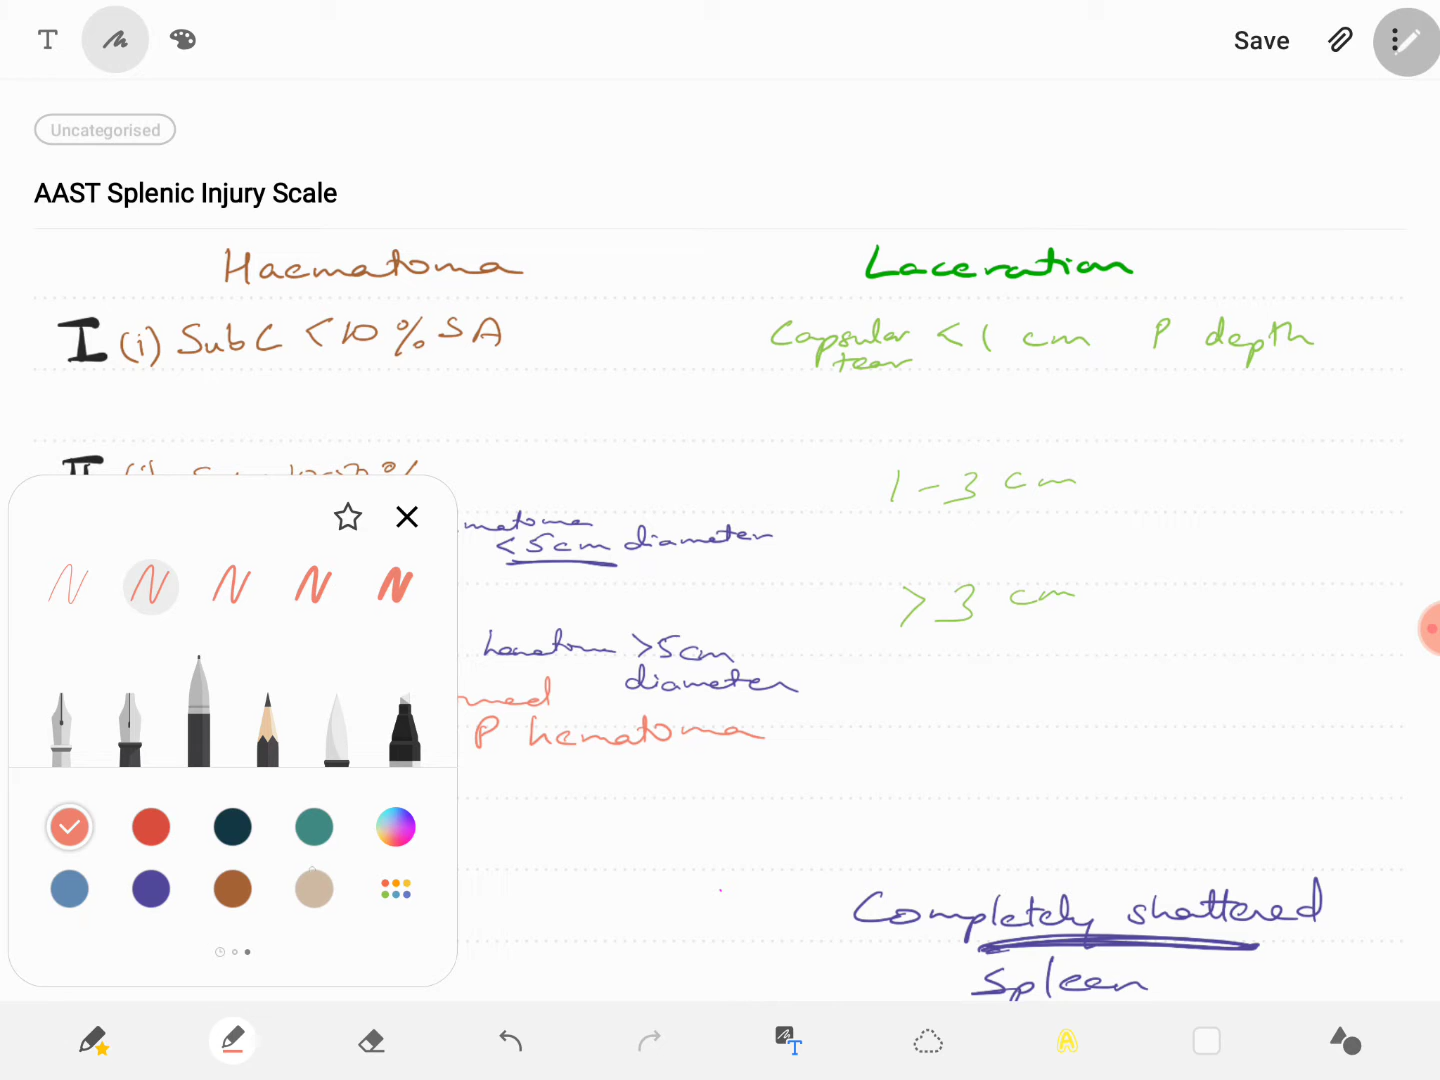 T Save
Uncategorised
AAST Splenic Injury Scale
Haematoma Laceration
I (i) SubC <10% SA Capsular tear <1 cm P depth
II 1-3 cm
<5cm diameter
>3 cm
>5cm
diameter
P hematoma
Completely shattered
Spleen
T A